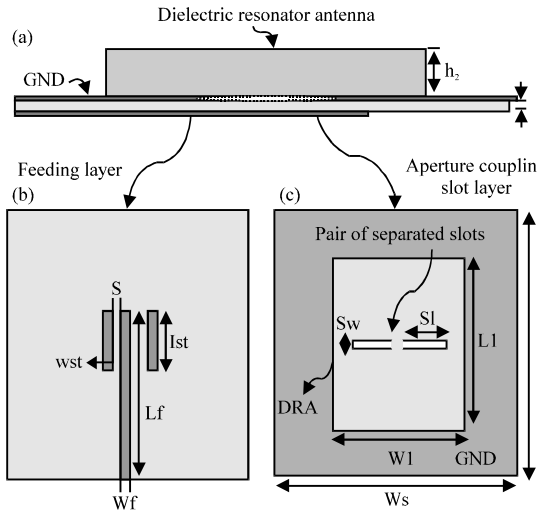 Dielectric resonator antenna
(a)
h2
GND
Feeding layer
Aperture couplin
slot layer
(b)
(c)
Pair of separated slots
S
Ist
wst
Lf
Wf
Sw
Sl
L1
DRA
W1
GND
Ws